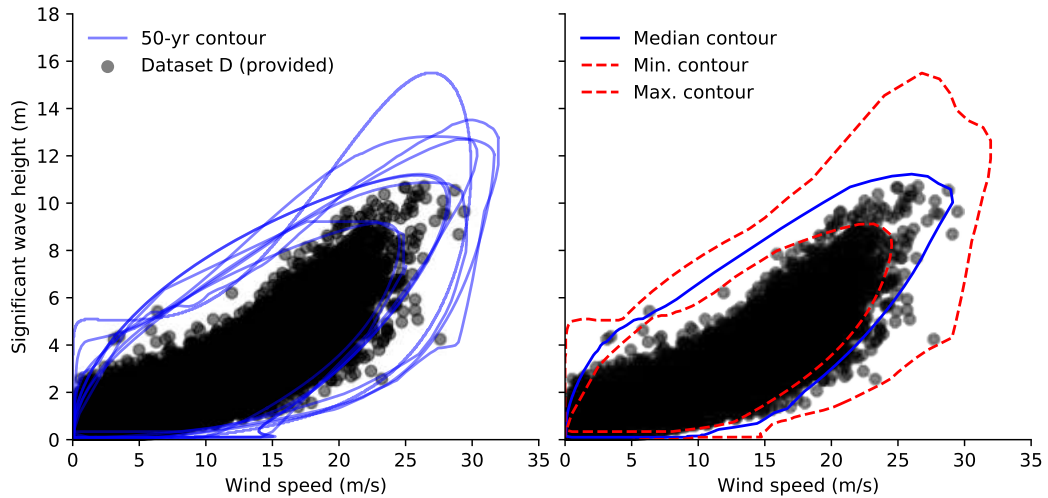 18
16
14
12
10
8
6
4
2
0
Significant wave height (m)
50-yr contour
Dataset D (provided)
0 5 10 15 20 25 30 35
Wind speed (m/s)
Median contour
Min. contour
Max. contour
0 5 10 15 20 25 30 35
Wind speed (m/s)